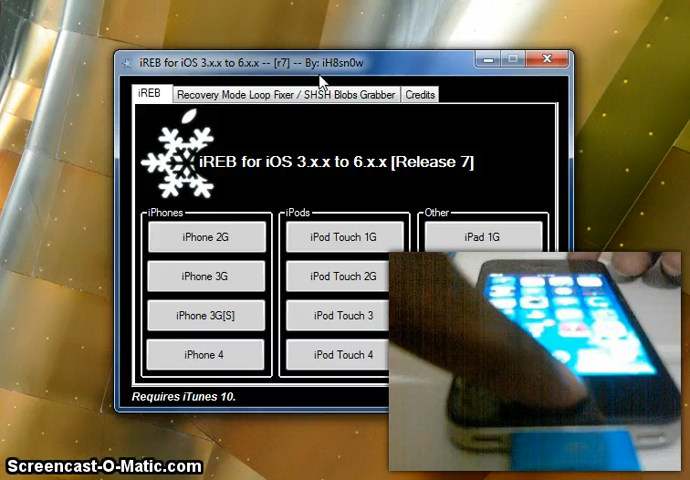 iREB for iOS 3.x.x to 6.x.x -- [r7] -- By: iH8sn0w
iREB
Recovery Mode Loop Fixer / SHSH Blobs Grabber
Credits
iREB for iOS 3.x.x to 6.x.x [Release 7]
iPhones
iPods
Other
iPhone 2G
iPod Touch 1G
iPad 1G
iPhone 3G
iPod Touch 2G
iPhone 3G[S]
iPod Touch 3
iPhone 4
iPod Touch 4
Requires iTunes 10.
Screencast-O-Matic.com